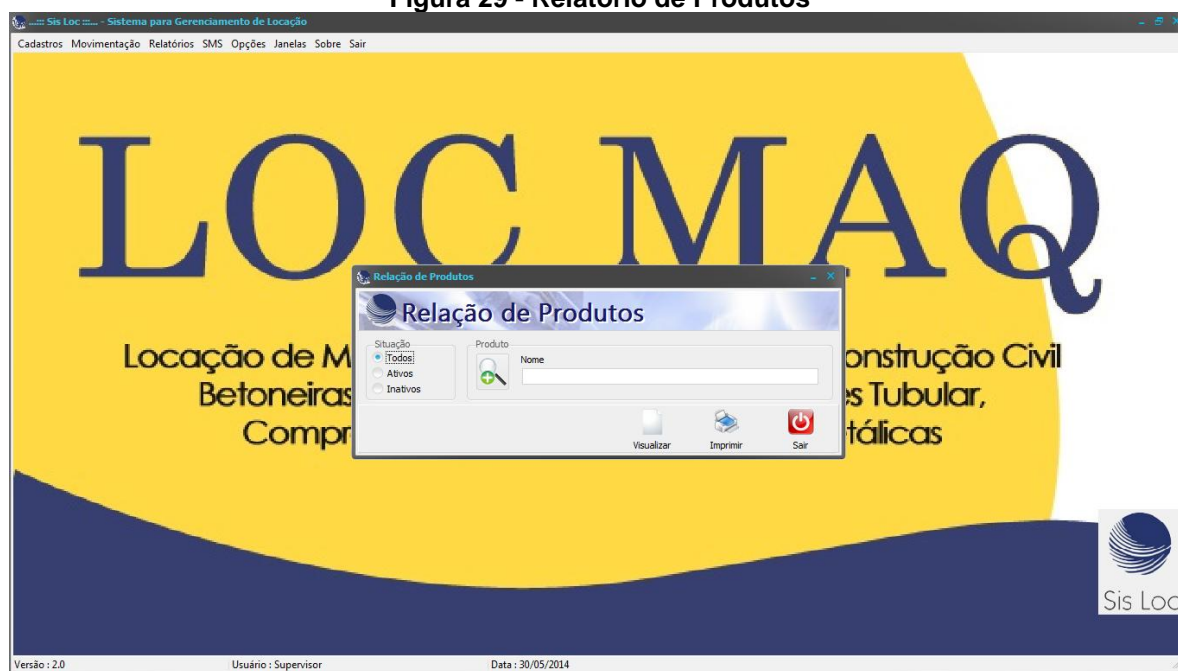 Figura 29 - Relatório de Produtos
...::: Sis Loc :::.... - Sistema para Gerenciamento de Locação
Cadastros Movimentação Relatórios SMS Opções Janelas Sobre Sair
LOC MAQ
Relação de Produtos
Relação de Produtos
Situação
Todos
Ativos
Inativos
Produto
Nome
Visualizar Imprimir Sair
Locação de M onstrução Civil
Betoneiras es Tubular,
Compr tálicas
Sis Loc
Versão : 2.0 Usuário : Supervisor Data : 30/05/2014